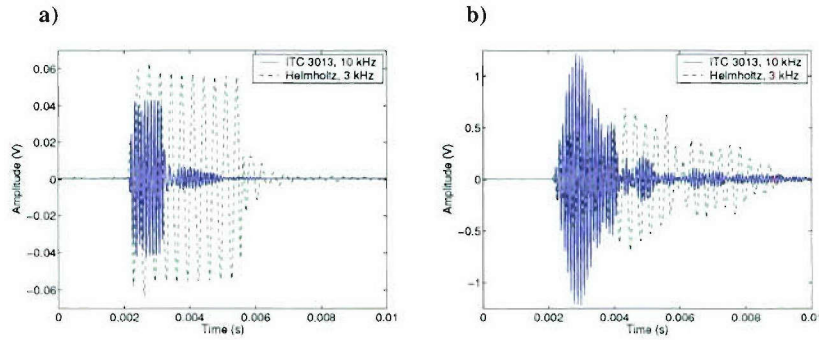 a)
ITC 3013, 10 kHz
Helmholtz, 3 kHz
0.06
0.04
0.02
0
−0.02
−0.04
−0.06
Amplitude (V)
0
0.002
0.004
0.006
0.008
0.01
Time (s)
b)
ITC 3013, 10 kHz
Helmholtz, 3 kHz
1
0.5
0
−0.5
−1
Amplitude (V)
0
0.002
0.004
0.006
0.008
0.01
Time (s)